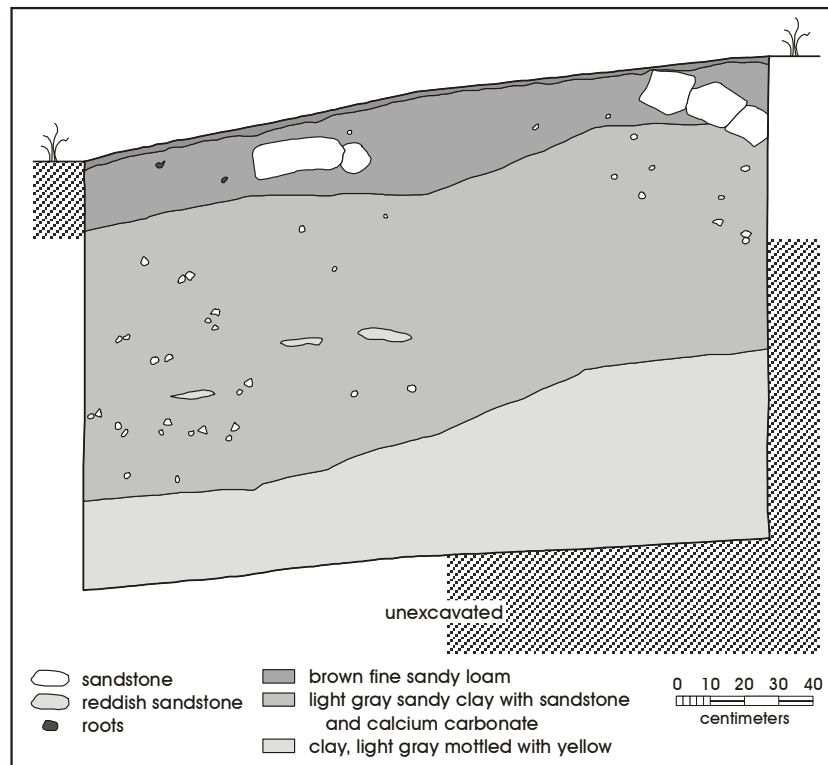 unexcavated
sandstone
reddish sandstone
roots
brown fine sandy loam
light gray sandy clay with sandstone
and calcium carbonate
clay, light gray mottled with yellow
0 10 20 30 40
centimeters